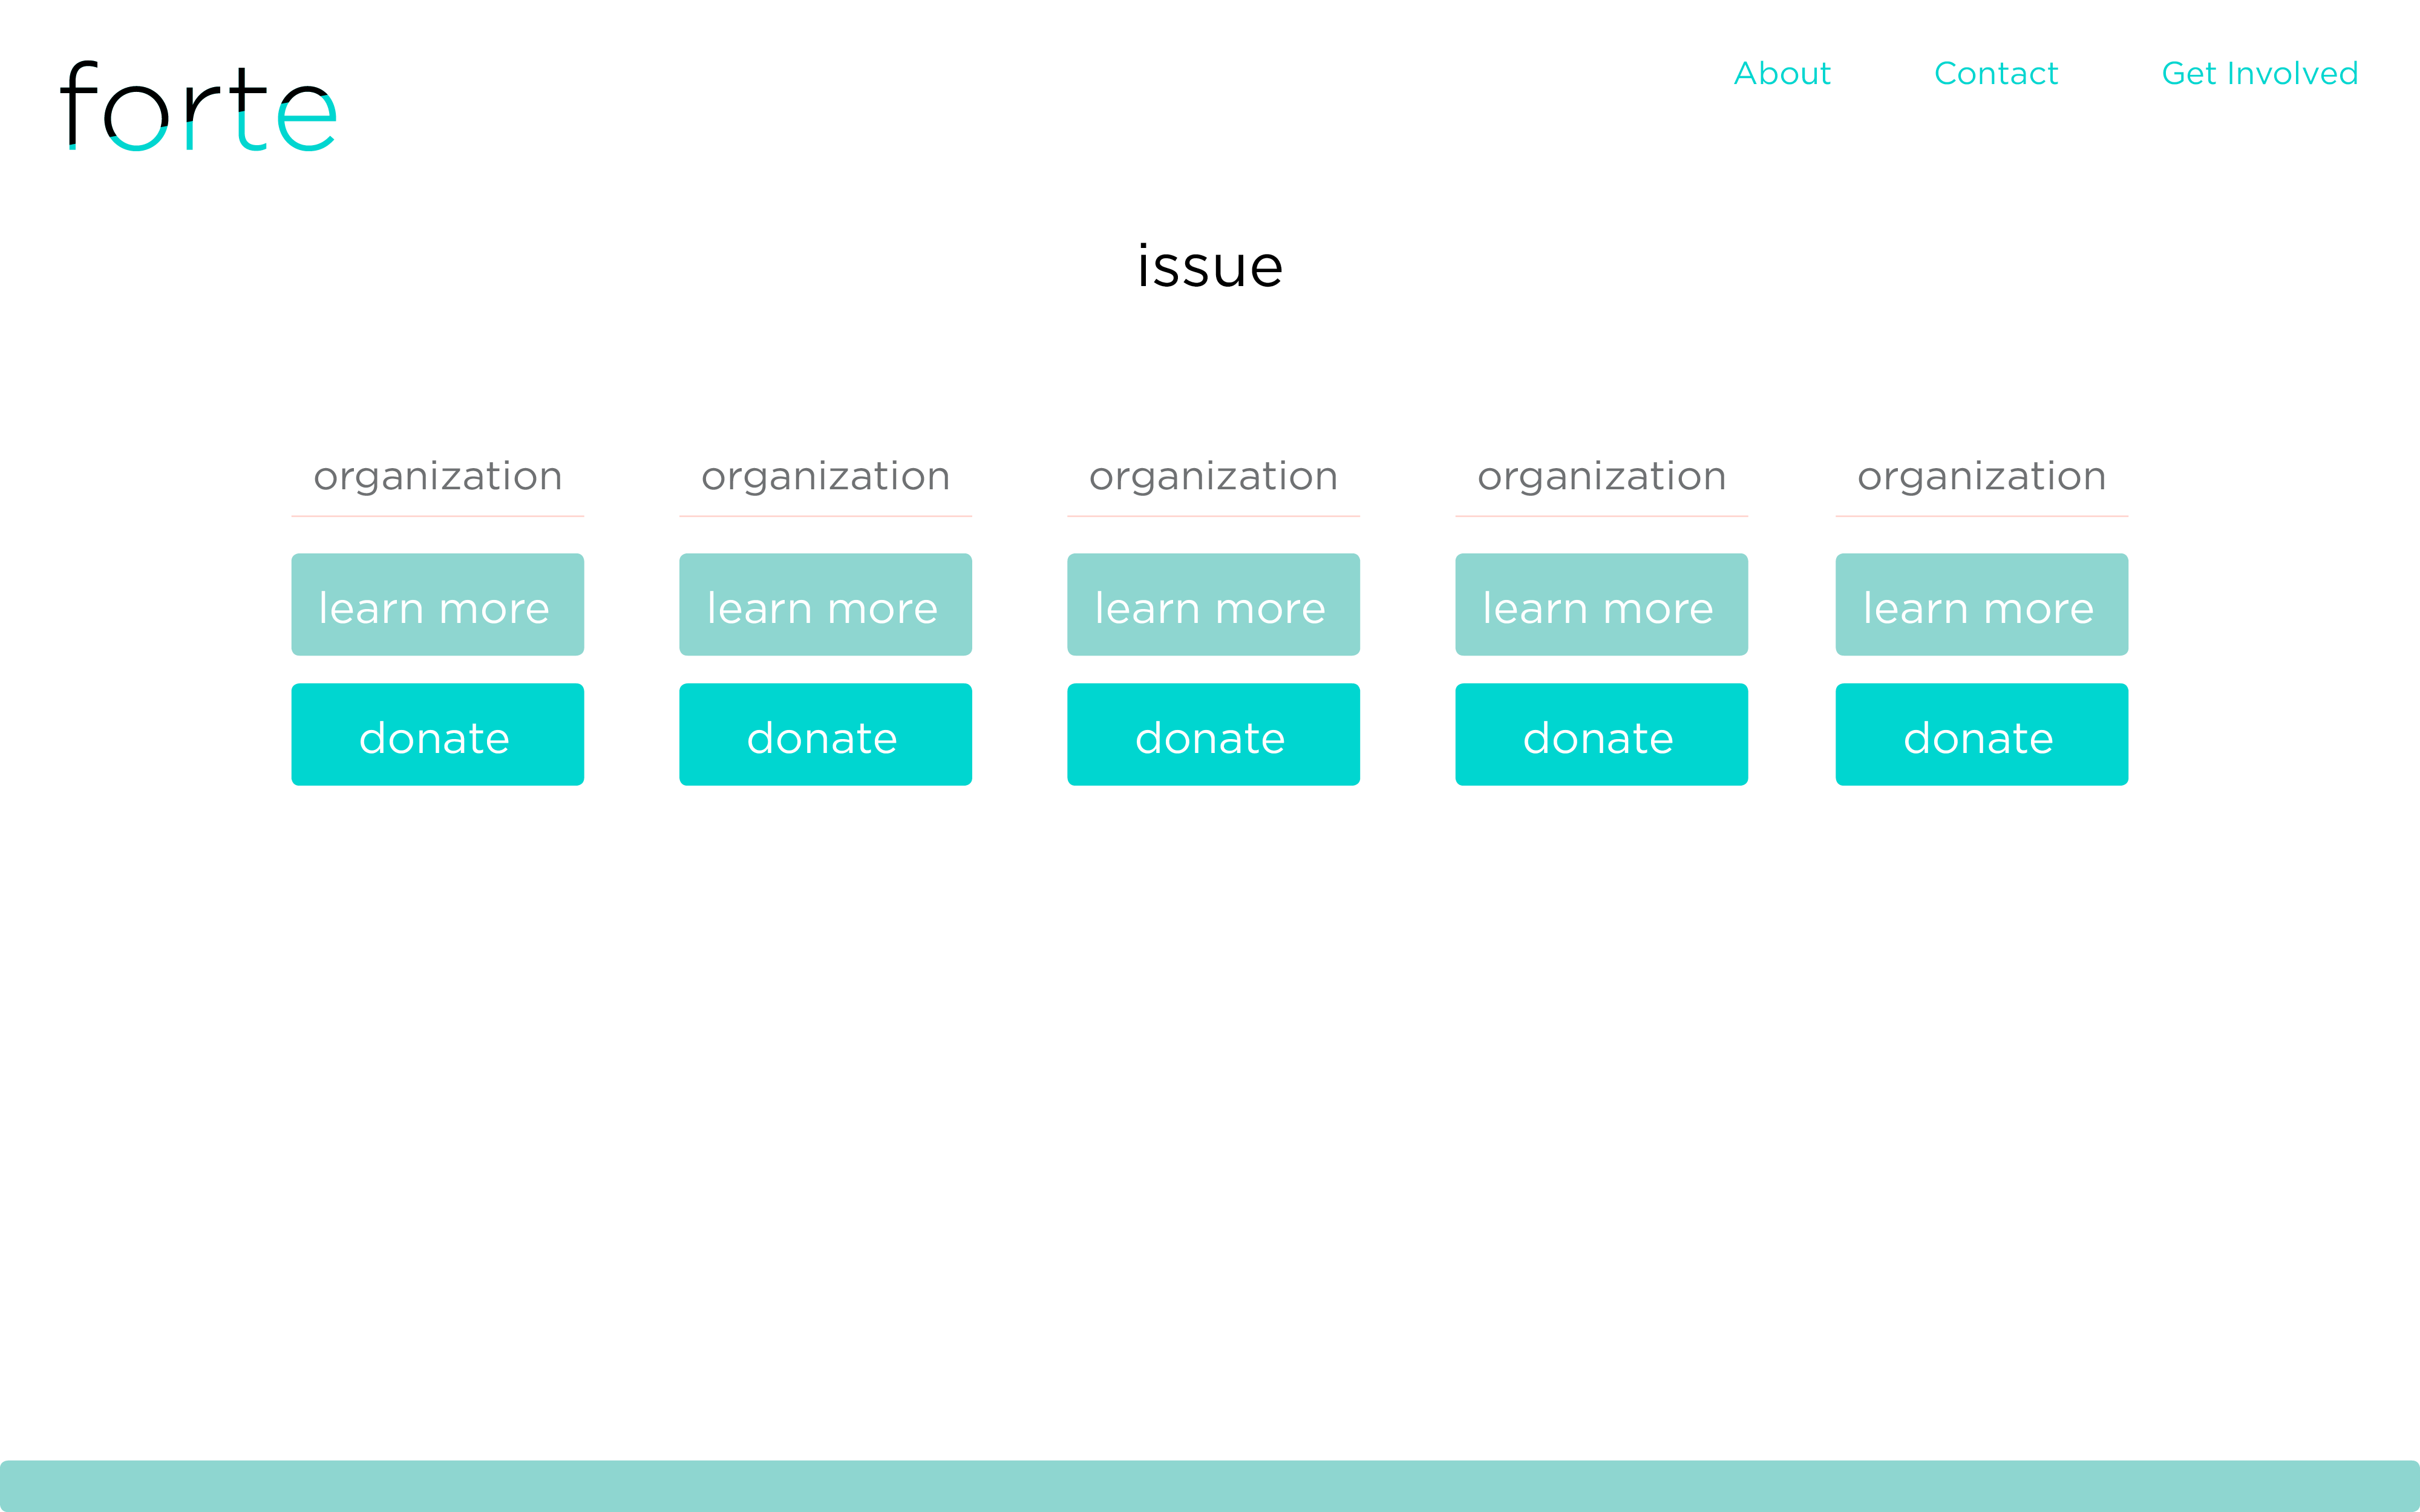 forte
About Contact Get Involved
issue
organization organization organization organization organization
learn more learn more learn more learn more learn more
donate donate donate donate donate